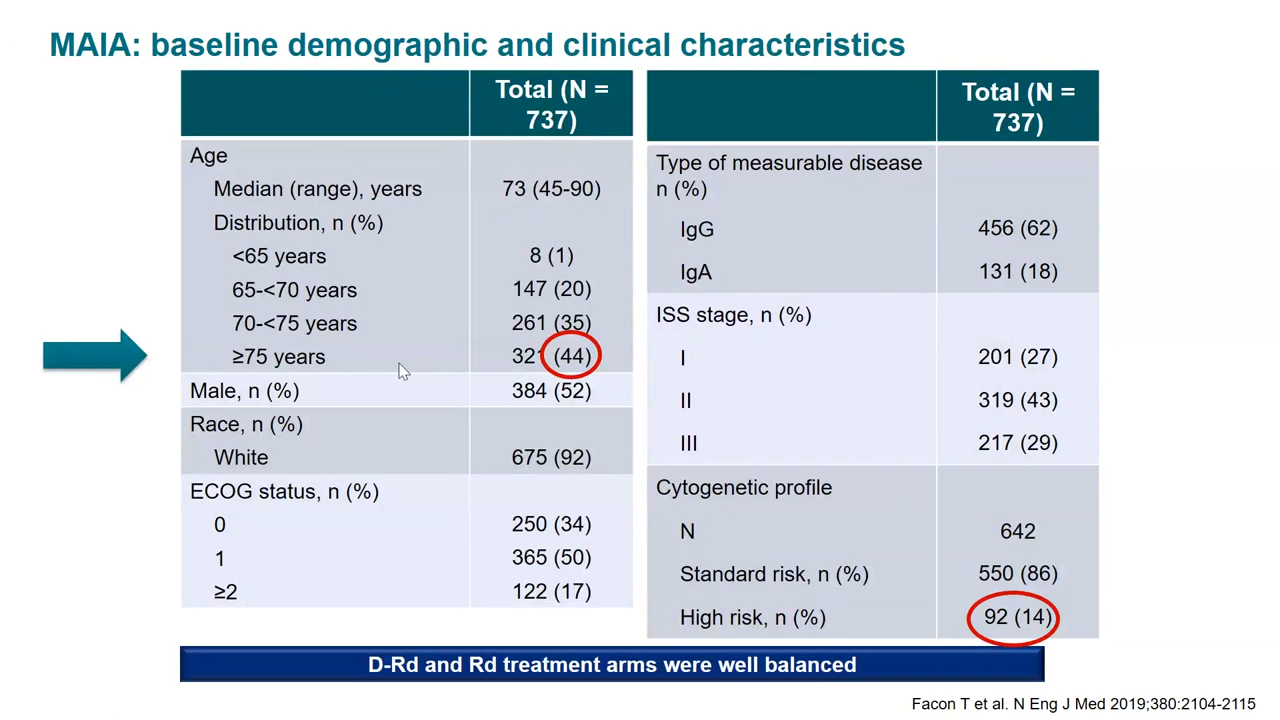 MAIA: baseline demographic and clinical characteristics
Total (N =
737)
Age
Median (range), years 73 (45-90)
Distribution, n (%)
<65 years 8 (1)
65-<70 years 147 (20)
70-<75 years 261 (35)
≥75 years 321 (44)
Male, n (%) 384 (52)
Race, n (%)
White 675 (92)
ECOG status, n (%)
0 250 (34)
1 365 (50)
≥2 122 (17)
Total (N =
737)
Type of measurable disease
n (%)
IgG 456 (62)
IgA 131 (18)
ISS stage, n (%)
I 201 (27)
II 319 (43)
III 217 (29)
Cytogenetic profile
N 642
Standard risk, n (%) 550 (86)
High risk, n (%) 92 (14)
D-Rd and Rd treatment arms were well balanced
Facon T et al. N Eng J Med 2019;380:2104-2115